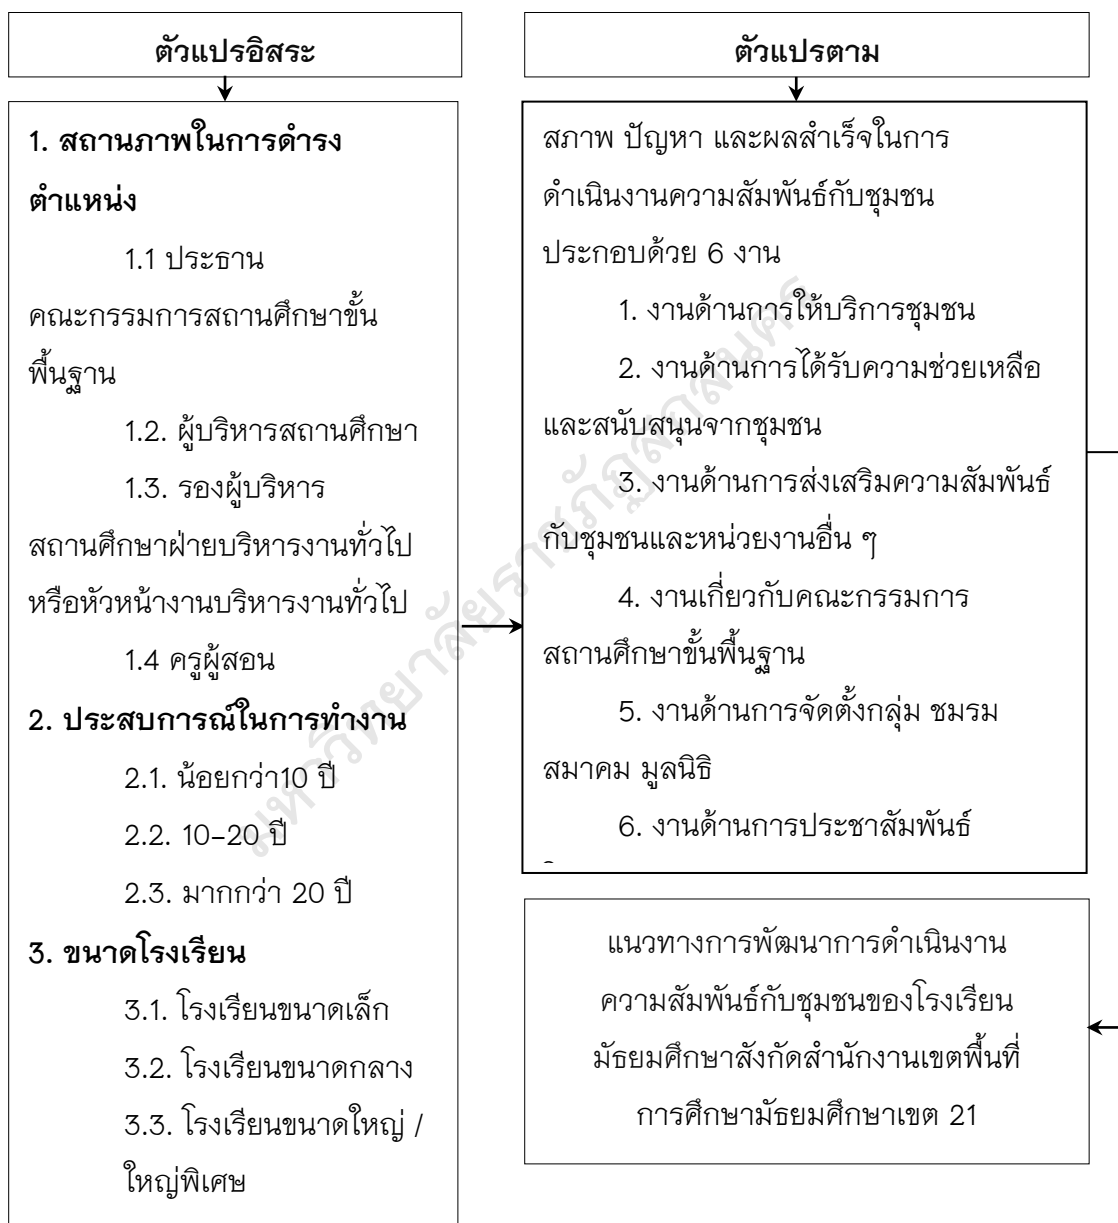 ตัวแปรอิสระ
1. สถานภาพในการดำรง
ตำแหน่ง
1.1 ประธาน
คณะกรรมการสถานศึกษาขั้น
พื้นฐาน
1.2. ผู้บริหารสถานศึกษา
1.3. รองผู้บริหาร
สถานศึกษาฝ่ายบริหารงานทั่วไป
หรือหัวหน้างานบริหารงานทั่วไป
1.4 ครูผู้สอน
2. ประสบการณ์ในการทำงาน
2.1. น้อยกว่า10 ปี
2.2. 10–20 ปี
2.3. มากกว่า 20 ปี
3. ขนาดโรงเรียน
3.1. โรงเรียนขนาดเล็ก
3.2. โรงเรียนขนาดกลาง
3.3. โรงเรียนขนาดใหญ่ /
ใหญ่พิเศษ
ตัวแปรตาม
สภาพ ปัญหา และผลสำเร็จในการ
ดำเนินงานความสัมพันธ์กับชุมชน
ประกอบด้วย 6 งาน
1. งานด้านการให้บริการชุมชน
2. งานด้านการได้รับความช่วยเหลือ
และสนับสนุนจากชุมชน
3. งานด้านการส่งเสริมความสัมพันธ์
กับชุมชนและหน่วยงานอื่น ๆ
4. งานเกี่ยวกับคณะกรรมการ
สถานศึกษาขั้นพื้นฐาน
5. งานด้านการจัดตั้งกลุ่ม ชมรม
สมาคม มูลนิธิ
6. งานด้านการประชาสัมพันธ์
แนวทางการพัฒนาการดำเนินงาน
ความสัมพันธ์กับชุมชนของโรงเรียน
มัธยมศึกษาสังกัดสำนักงานเขตพื้นที่
การศึกษามัธยมศึกษาเขต 21
มหาวิทยาลัยราชภัฏสกลนคร